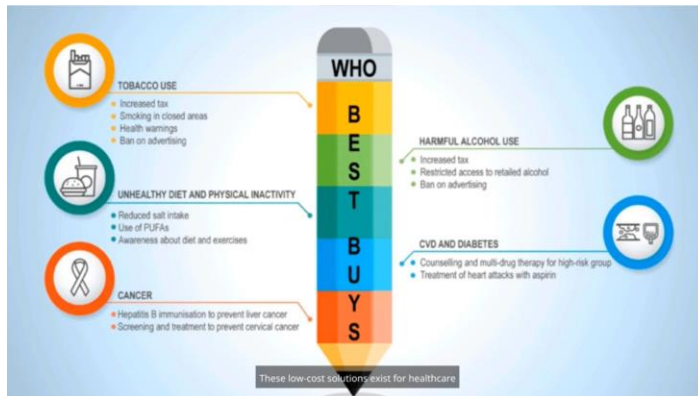 WHO
BEST BUYS
TOBACCO USE
Increased tax
Smoking in closed areas
Health warnings
Ban on advertising
UNHEALTHY DIET AND PHYSICAL INACTIVITY
Reduced salt intake
Use of PUFAs
Awareness about diet and exercises
CANCER
Hepatitis B immunisation to prevent liver cancer
Screening and treatment to prevent cervical cancer
HARMFUL ALCOHOL USE
Increased tax
Restricted access to retailed alcohol
Ban on advertising
CVD AND DIABETES
Counselling and multi-drug therapy for high-risk group
Treatment of heart attacks with aspirin
These low-cost solutions exist for healthcare